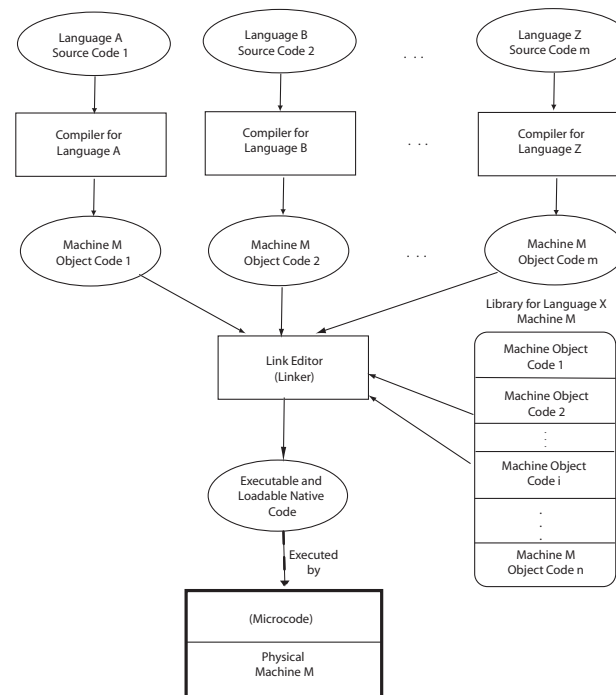 Language A
Source Code 1
Language B
Source Code 2
. . .
Language Z
Source Code m
Compiler for
Language A
Compiler for
Language B
. . .
Compiler for
Language Z
Machine M
Object Code 1
Machine M
Object Code 2
. . .
Machine M
Object Code m
Library for Language X
Machine M
Link Editor
(Linker)
Machine Object
Code 1
Machine Object
Code 2
. . .
Machine Object
Code i
. . .
Machine M
Object Code n
Executable and
Loadable Native
Code
Executed
by
(Microcode)
Physical
Machine M